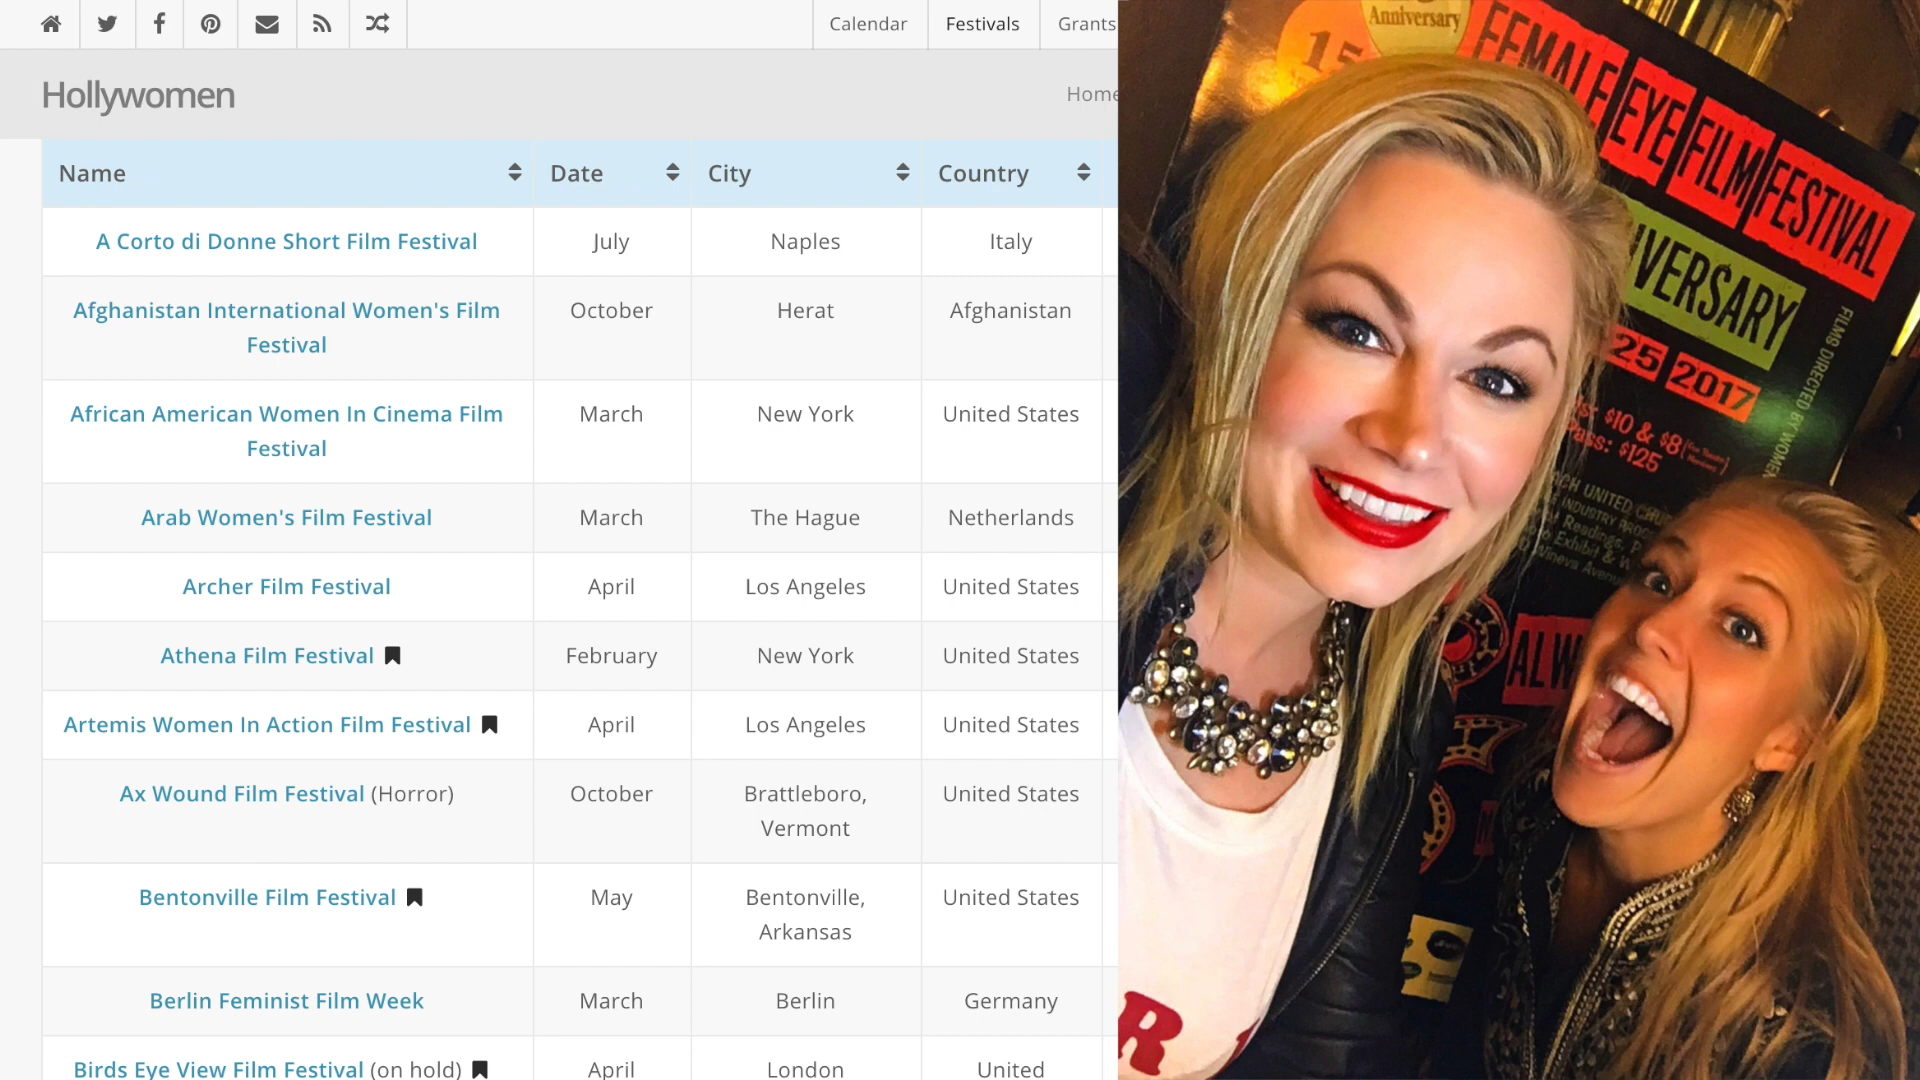 Calendar
Festivals
Grants
Hollywomen
Home
Name
Date
City
Country
A Corto di Donne Short Film Festival
July
Naples
Italy
Afghanistan International Women's Film
Festival
October
Herat
Afghanistan
African American Women In Cinema Film
Festival
March
New York
United States
Arab Women's Film Festival
March
The Hague
Netherlands
Archer Film Festival
April
Los Angeles
United States
Athena Film Festival
February
New York
United States
Artemis Women In Action Film Festival
April
Los Angeles
United States
Ax Wound Film Festival (Horror)
October
Brattleboro,
Vermont
United States
Bentonville Film Festival
May
Bentonville,
Arkansas
United States
Berlin Feminist Film Week
March
Berlin
Germany
Birds Eye View Film Festival (on hold)
April
London
United
Anniversary
15
FEMALE EYE FILM FESTIVAL
VERSARY
25 2017
$10 & $8
Pass: $125
FILMS DIRECTED BY WOMEN
UNITED
INDUSTRY
Readings,
Exhibit &
ALW
R